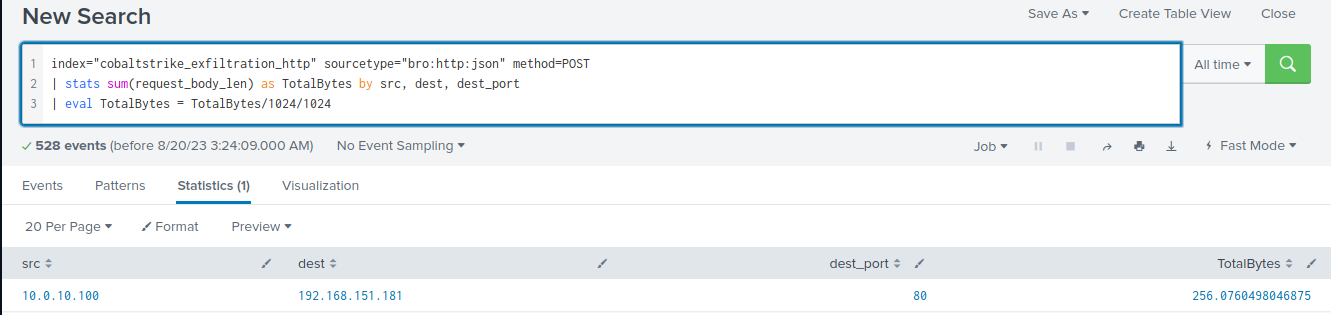 New Search
Save As Create Table View Close
1 index="cobaltstrike_exfiltration_http" sourcetype="bro:http:json" method=POST
2 | stats sum(request_body_len) as TotalBytes by src, dest, dest_port
3 | eval TotalBytes = TotalBytes/1024/1024
All time
528 events (before 8/20/23 3:24:09.000 AM) No Event Sampling Job Fast Mode
Events Patterns Statistics (1) Visualization
20 Per Page Format Preview
src dest dest_port TotalBytes
10.0.10.100 192.168.151.181 80 256.0760498046875